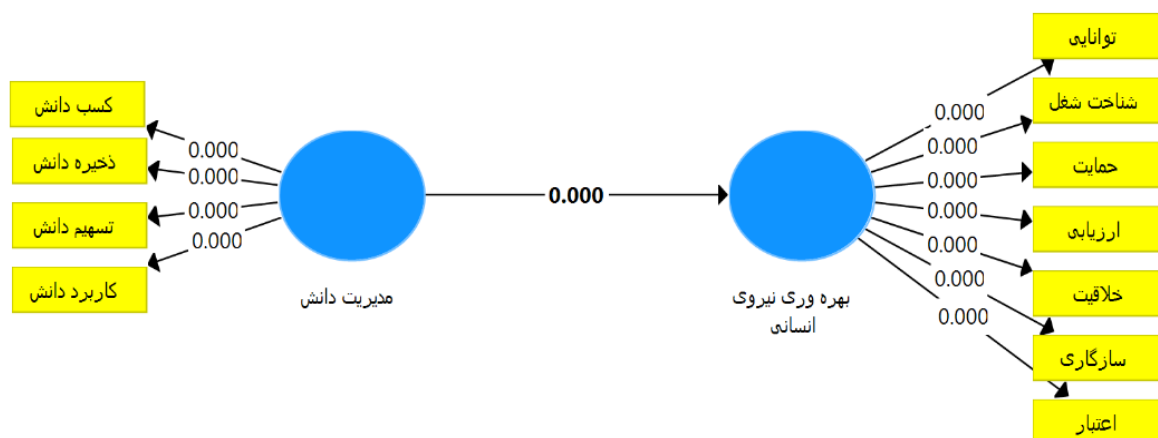 کسب دانش
ذخیره دانش
تسهیم دانش
کاربرد دانش
0.000
0.000
0.000
0.000
مدیریت دانش
0.000
بهره وری نیروی
انسانی
0.000
0.000
0.000
0.000
0.000
0.000
0.000
توانایی
شناخت شغل
حمایت
ارزیابی
خلاقیت
سازگاری
اعتبار